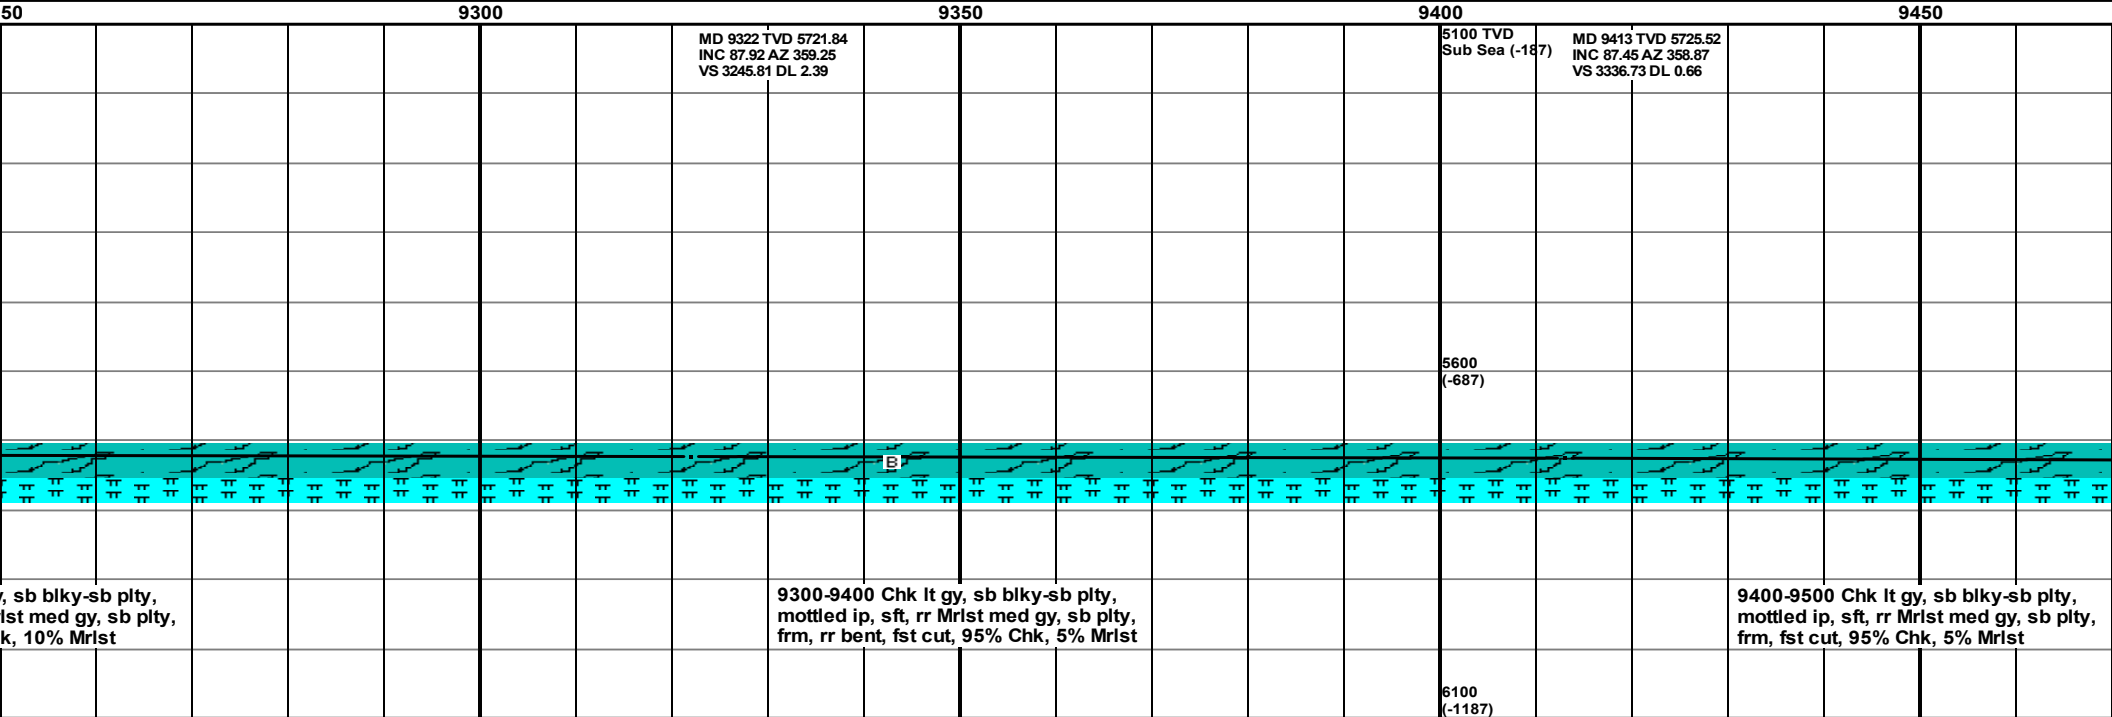 50
9300
9350
9400
9450
MD 9322 TVD 5721.84
INC 87.92 AZ 359.25
VS 3245.81 DL 2.39
5100 TVD
Sub Sea (-187)
MD 9413 TVD 5725.52
INC 87.45 AZ 358.87
VS 3336.73 DL 0.66
5600
(-687)
B
, sb blky-sb plty,
lst med gy, sb plty,
k, 10% Mrlst
9300-9400 Chk lt gy, sb blky-sb plty,
mottled ip, sft, rr Mrlst med gy, sb plty,
frm, rr bent, fst cut, 95% Chk, 5% Mrlst
9400-9500 Chk lt gy, sb blky-sb plty,
mottled ip, sft, rr Mrlst med gy, sb plty,
frm, fst cut, 95% Chk, 5% Mrlst
6100
(-1187)